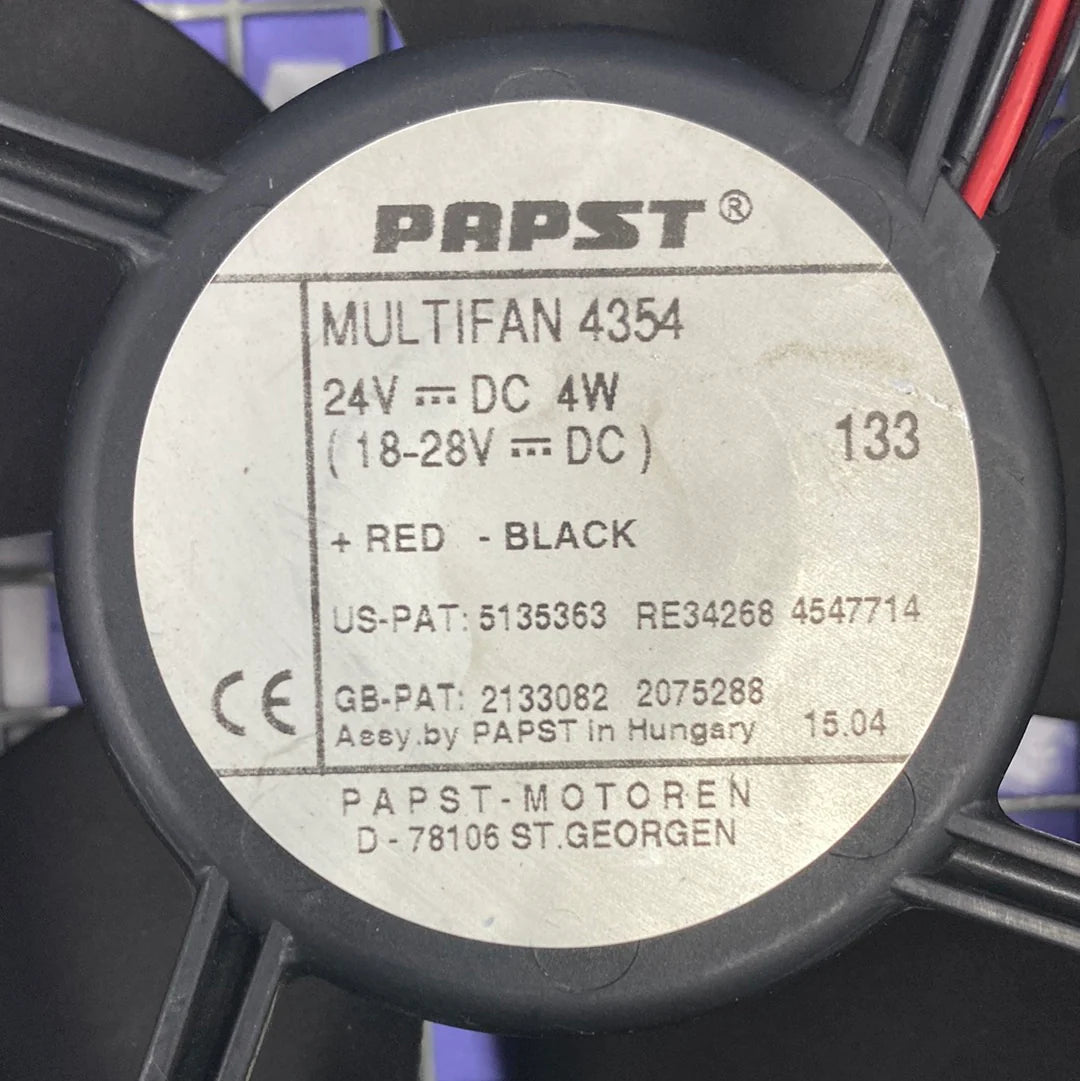 PAPST ®
MULTIFAN 4354
24V ⎓ DC 4W
( 18-28V ⎓ DC )
133
+ RED - BLACK
US-PAT: 5135363 RE34268 4547714
GB-PAT: 2133082 2075288
Assy.by PAPST in Hungary 15.04
CE
PAPST-MOTOREN
D-78106 ST.GEORGEN